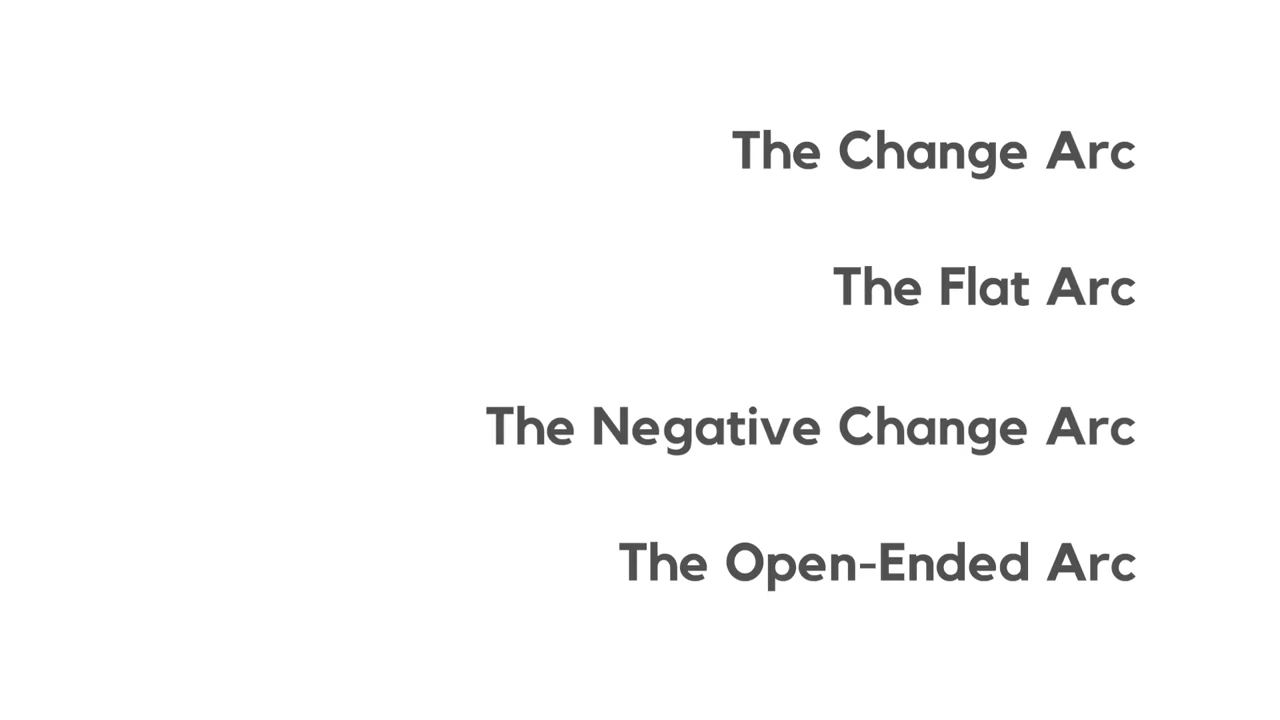 The Change Arc
The Flat Arc
The Negative Change Arc
The Open-Ended Arc